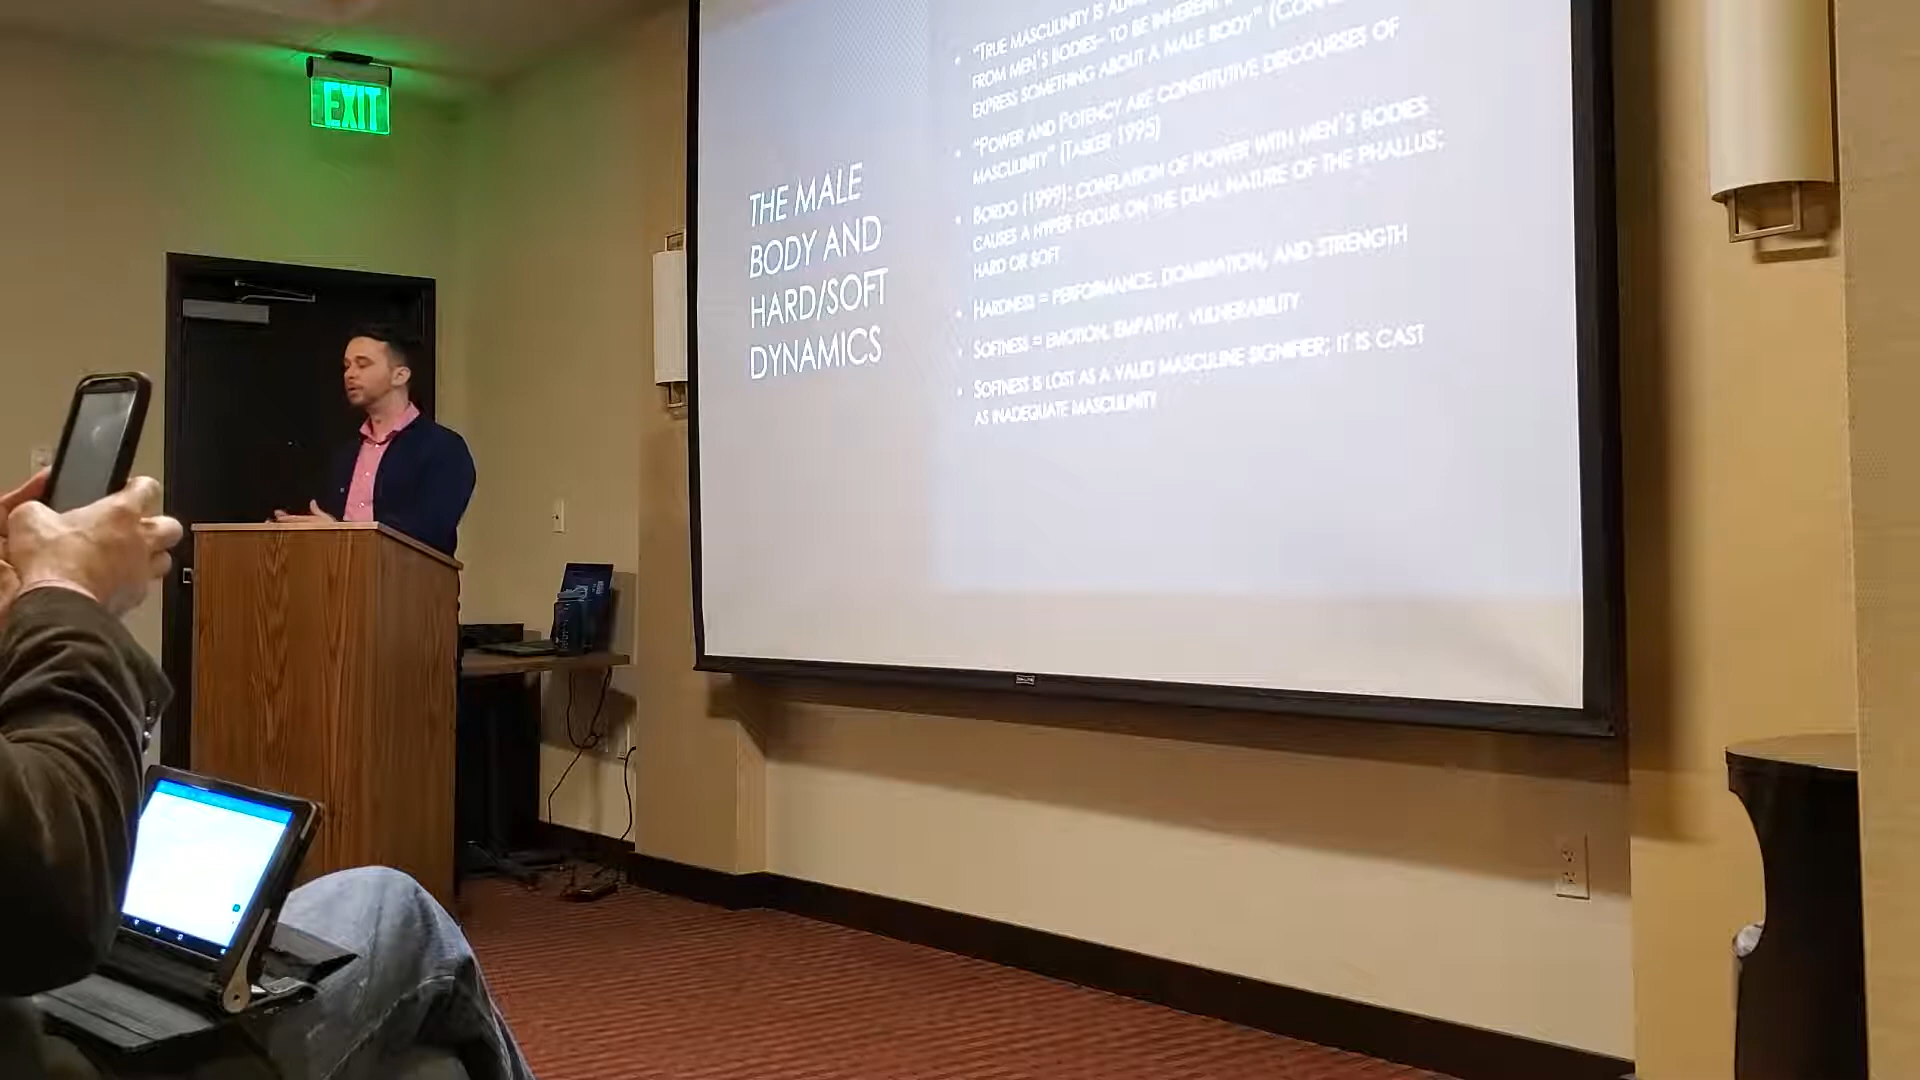 EXIT
THE MALE
BODY AND
HARD/SOFT
DYNAMICS
• "TRUE MASCULINITY IS
FROM MEN'S BODIES– TO BE INHERENT
EXPRESS SOMETHING ABOUT A MALE BODY"
• "POWER AND POTENCY ARE CONSTITUTIVE DISCOURSES OF
MASCULINITY" (TASKER 1995)
• BORDO (1999): CONFLATION OF POWER WITH MEN'S BODIES
CAUSES A HYPER FOCUS ON THE DUAL NATURE OF THE PHALLUS;
HARD OR SOFT
• HARDNESS = PERFORMANCE, DOMINATION, AND STRENGTH
• SOFTNESS = EMOTION, EMPATHY, VULNERABILITY
• SOFTNESS IS LOST AS A VALID MASCULINE SIGNIFIER; IT IS CAST
AS INADEQUATE MASCULINITY